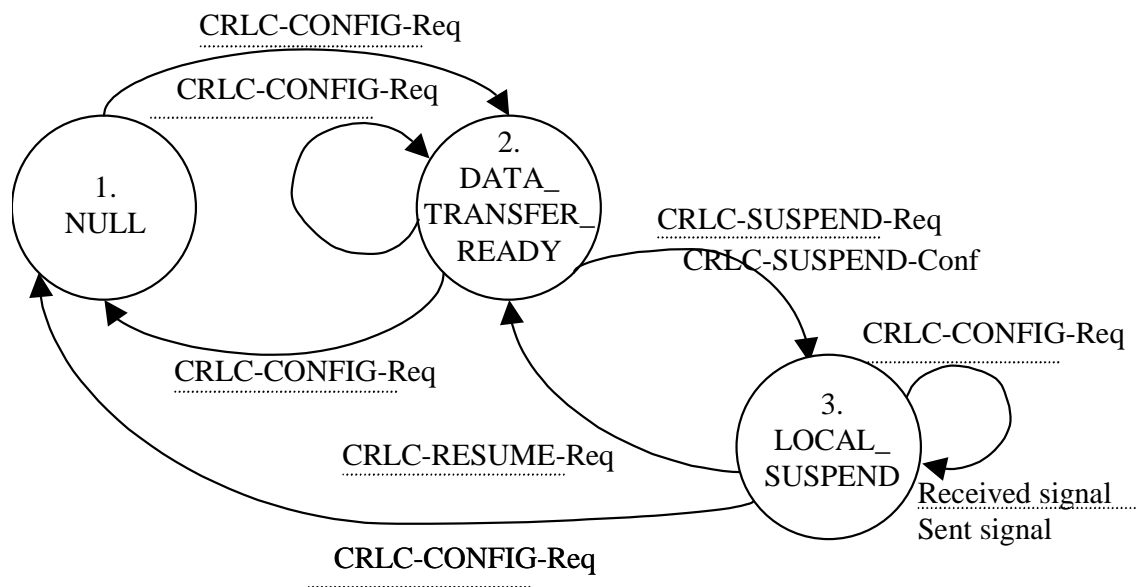 CRLC-CONFIG-Req
CRLC-CONFIG-Req
1.
NULL
2.
DATA_
TRANSFER_
READY
CRLC-SUSPEND-Req
CRLC-SUSPEND-Conf
CRLC-CONFIG-Req
CRLC-CONFIG-Req
3.
LOCAL_
SUSPEND
CRLC-RESUME-Req
Received signal
Sent signal
CRLC-CONFIG-Req